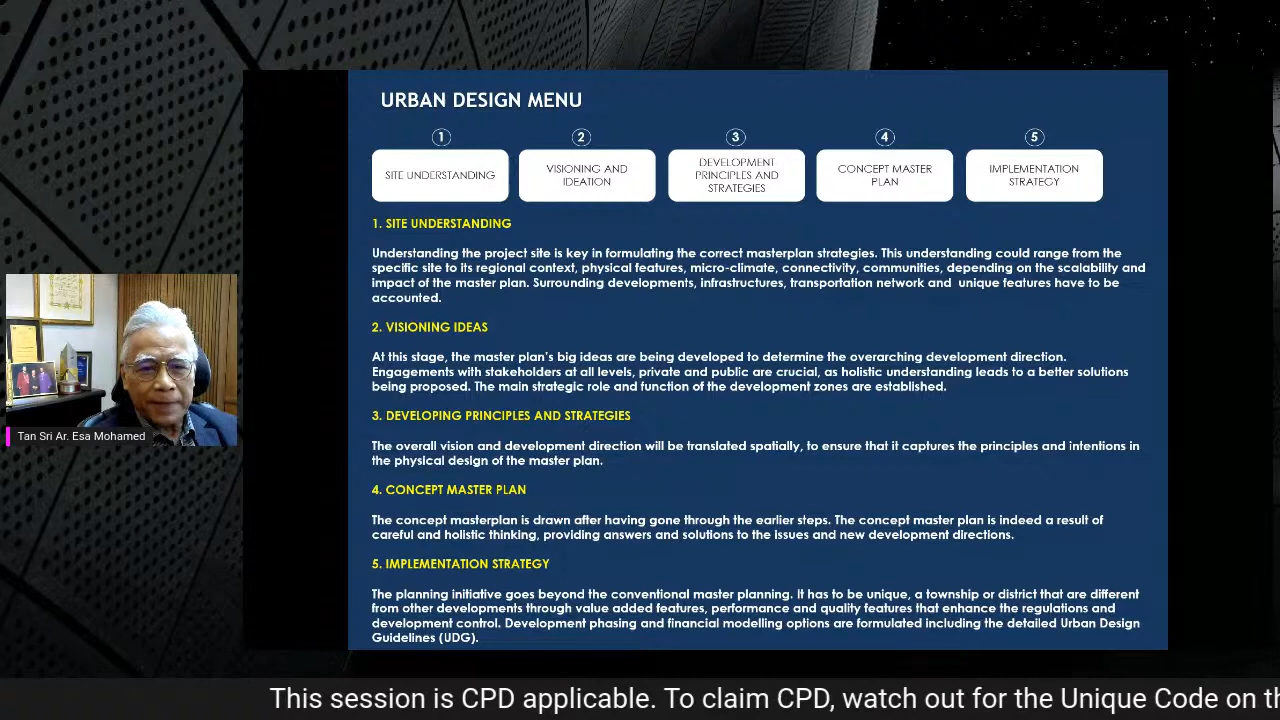 URBAN DESIGN MENU
1
2
3
4
5
SITE UNDERSTANDING
VISIONING AND
IDEATION
DEVELOPMENT
PRINCIPLES AND
STRATEGIES
CONCEPT MASTER
PLAN
IMPLEMENTATION
STRATEGY
1. SITE UNDERSTANDING
Understanding the project site is key in formulating the correct masterplan strategies. This understanding could range from the
specific site to its regional context, physical features, micro-climate, connectivity, communities, depending on the scalability and
impact of the master plan. Surrounding developments, infrastructures, transportation network and unique features have to be
accounted.
2. VISIONING IDEAS
At this stage, the master plan's big ideas are being developed to determine the overarching development direction.
Engagements with stakeholders at all levels, private and public are crucial, as holistic understanding leads to a better solutions
being proposed. The main strategic role and function of the development zones are established.
3. DEVELOPING PRINCIPLES AND STRATEGIES
The overall vision and development direction will be translated spatially, to ensure that it captures the principles and intentions in
the physical design of the master plan.
4. CONCEPT MASTER PLAN
The concept masterplan is drawn after having gone through the earlier steps. The concept master plan is indeed a result of
careful and holistic thinking, providing answers and solutions to the issues and new development directions.
5. IMPLEMENTATION STRATEGY
The planning initiative goes beyond the conventional master planning. It has to be unique, a township or district that are different
from other developments through value added features, performance and quality features that enhance the regulations and
development control. Development phasing and financial modelling options are formulated including the detailed Urban Design
Guidelines (UDG).
Tan Sri Ar. Esa Mohamed
This session is CPD applicable. To claim CPD, watch out for the Unique Code on th